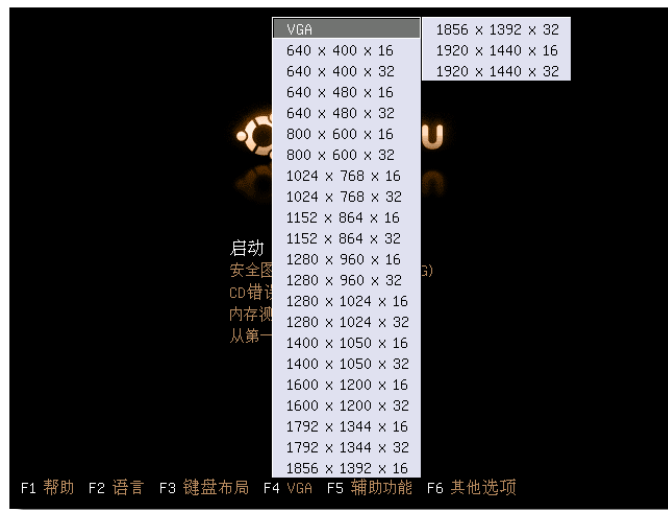 VGA
640 x 400 x 16
640 x 400 x 32
640 x 480 x 16
640 x 480 x 32
800 x 600 x 16
800 x 600 x 32
1024 x 768 x 16
1024 x 768 x 32
1152 x 864 x 16
1152 x 864 x 32
1280 x 960 x 16
1280 x 960 x 32
1280 x 1024 x 16
1280 x 1024 x 32
1400 x 1050 x 16
1400 x 1050 x 32
1600 x 1200 x 16
1600 x 1200 x 32
1792 x 1344 x 16
1792 x 1344 x 32
1856 x 1392 x 16
1856 x 1392 x 32
1920 x 1440 x 16
1920 x 1440 x 32
U
启动
安全图 G)
CD错误
内存测
从第一
F1 帮助 F2 语言 F3 键盘布局 F4 VGA F5 辅助功能 F6 其他选项